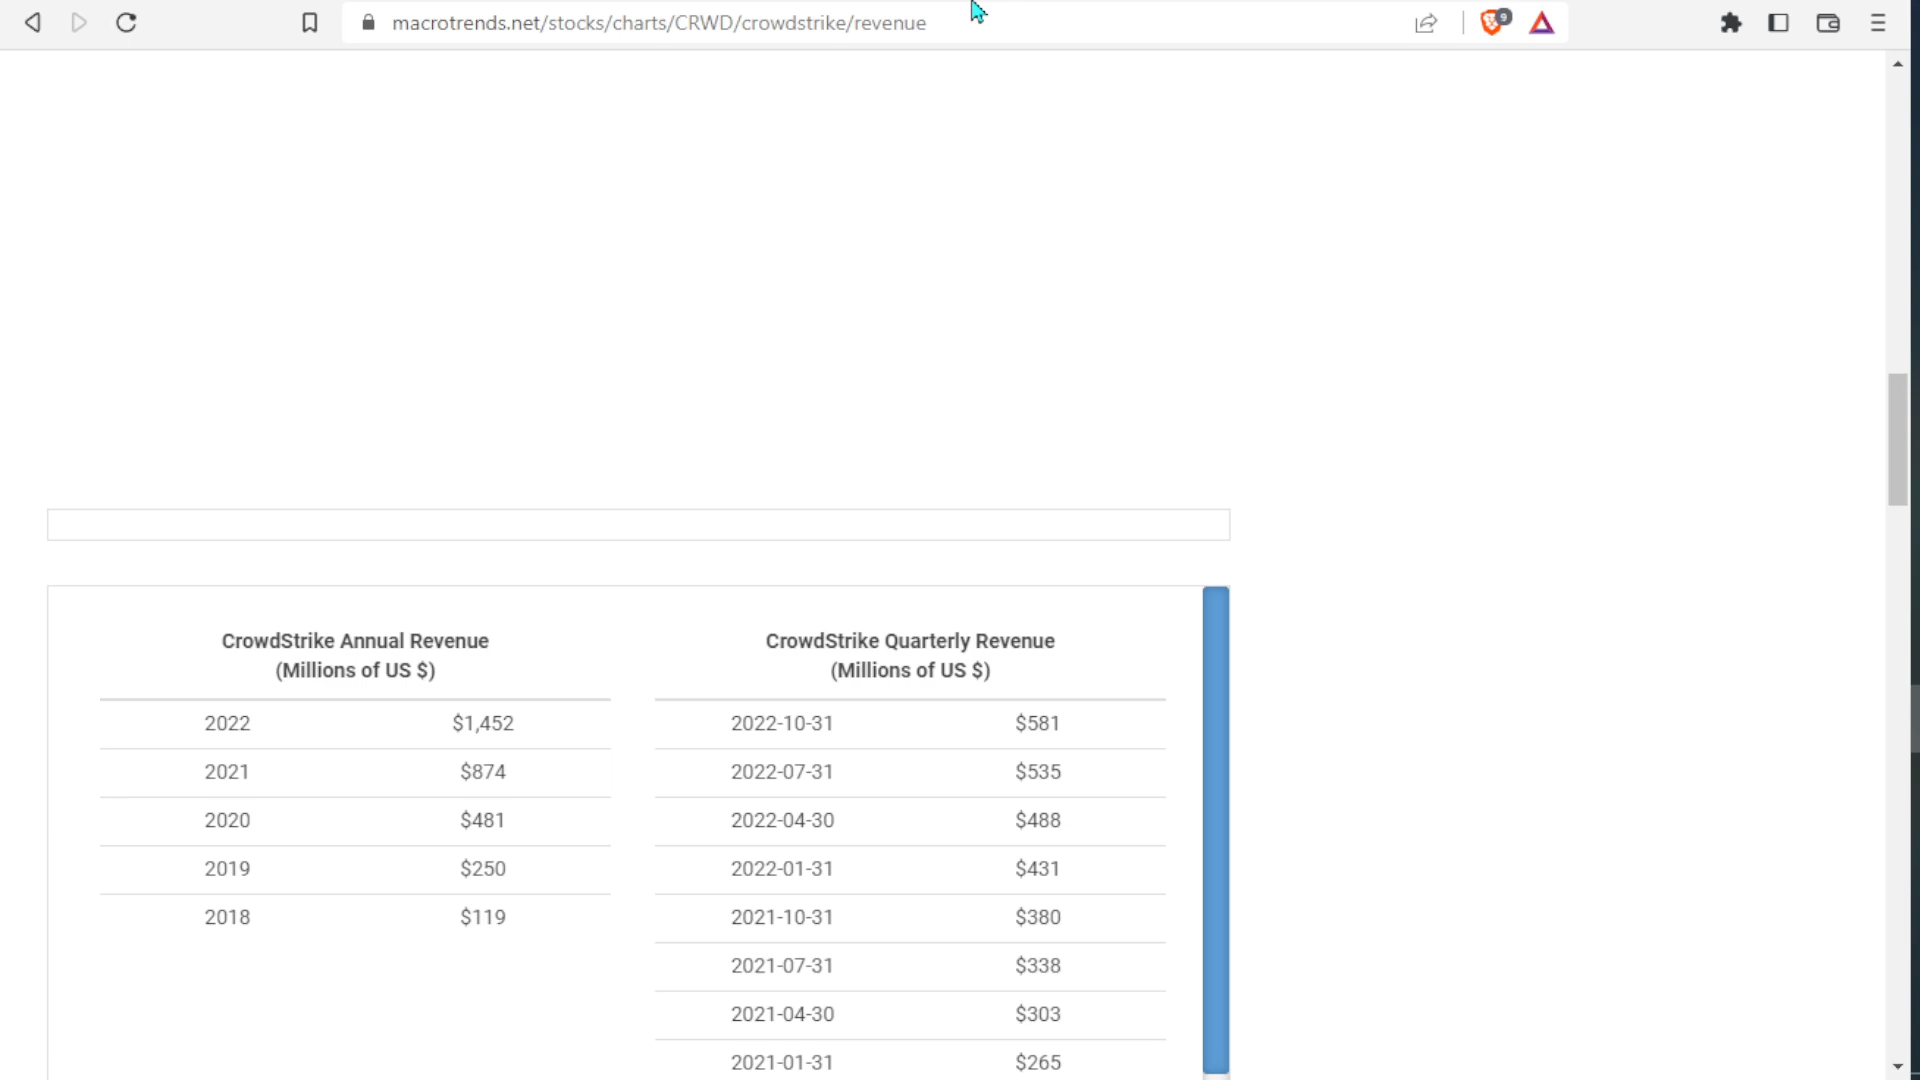 macrotrends.net/stocks/charts/CRWD/crowdstrike/revenue
9
CrowdStrike Annual Revenue
(Millions of US $)
2022 $1,452
2021 $874
2020 $481
2019 $250
2018 $119
CrowdStrike Quarterly Revenue
(Millions of US $)
2022-10-31 $581
2022-07-31 $535
2022-04-30 $488
2022-01-31 $431
2021-10-31 $380
2021-07-31 $338
2021-04-30 $303
2021-01-31 $265